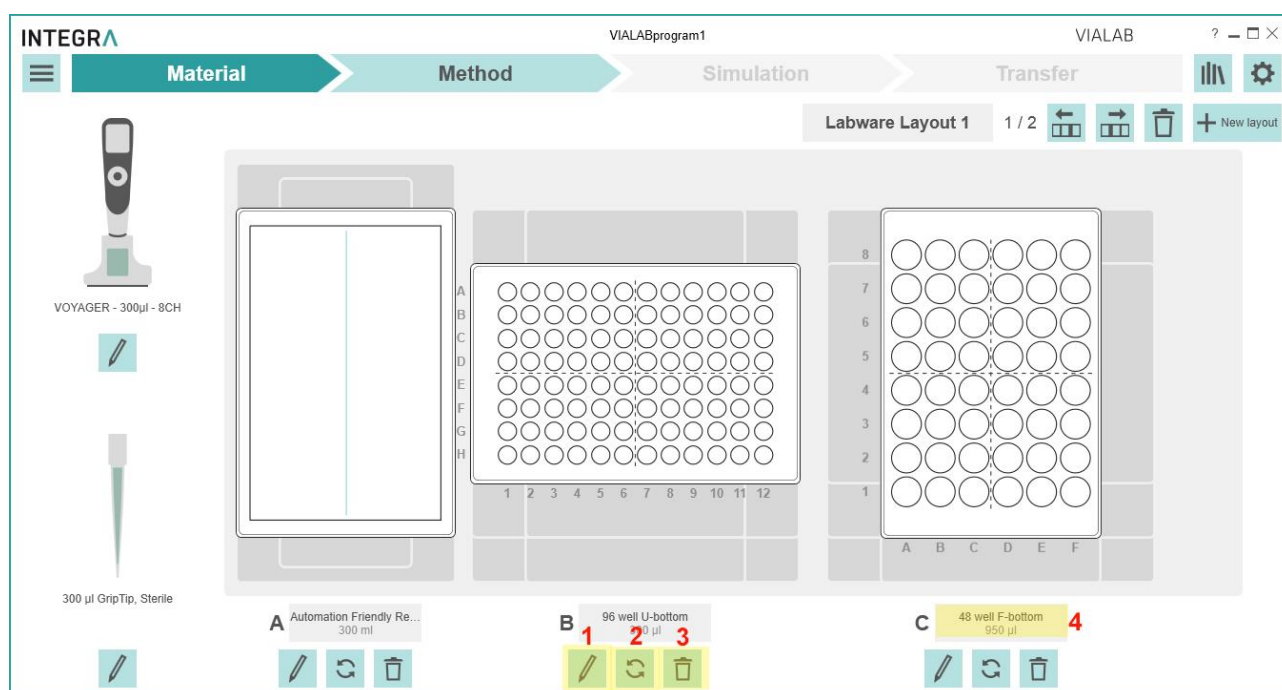 INTEGRA
VIALABprogram1
VIALAB
?
Material
Method
Simulation
Transfer
Labware Layout 1
1 / 2
New layout
VOYAGER - 300µl - 8CH
300 µl GripTip, Sterile
A
B
C
D
E
F
G
H
1 2 3 4 5 6 7 8 9 10 11 12
8
7
6
5
4
3
2
1
A B C D E F
A
Automation Friendly Re...
300 ml
B
96 well U-bottom
µl
1 2 3
C
48 well F-bottom
950 µl
4